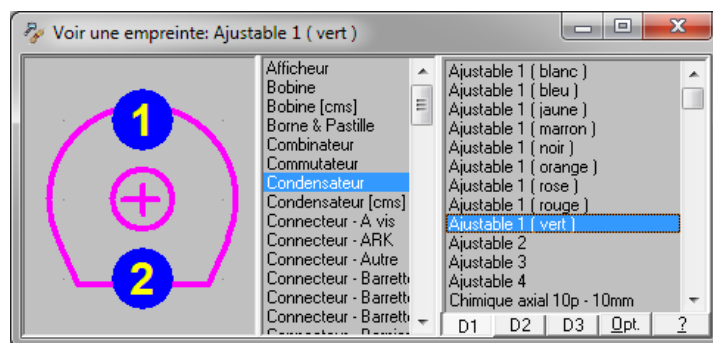 Voir une empreinte: Ajustable 1 ( vert )
1
2
Afficheur
Bobine
Bobine [cms]
Borne & Pastille
Combinateur
Commutateur
Condensateur
Condensateur [cms]
Connecteur - A vis
Connecteur - ARK
Connecteur - Autre
Connecteur - Barrett
Connecteur - Barrett
Ajustable 1 ( blanc )
Ajustable 1 ( bleu )
Ajustable 1 ( jaune )
Ajustable 1 ( marron )
Ajustable 1 ( noir )
Ajustable 1 ( orange )
Ajustable 1 ( rose )
Ajustable 1 ( rouge )
Ajustable 1 ( vert )
Ajustable 2
Ajustable 3
Ajustable 4
Chimique axial 10p - 10mm
D1 D2 D3 Opt. ?